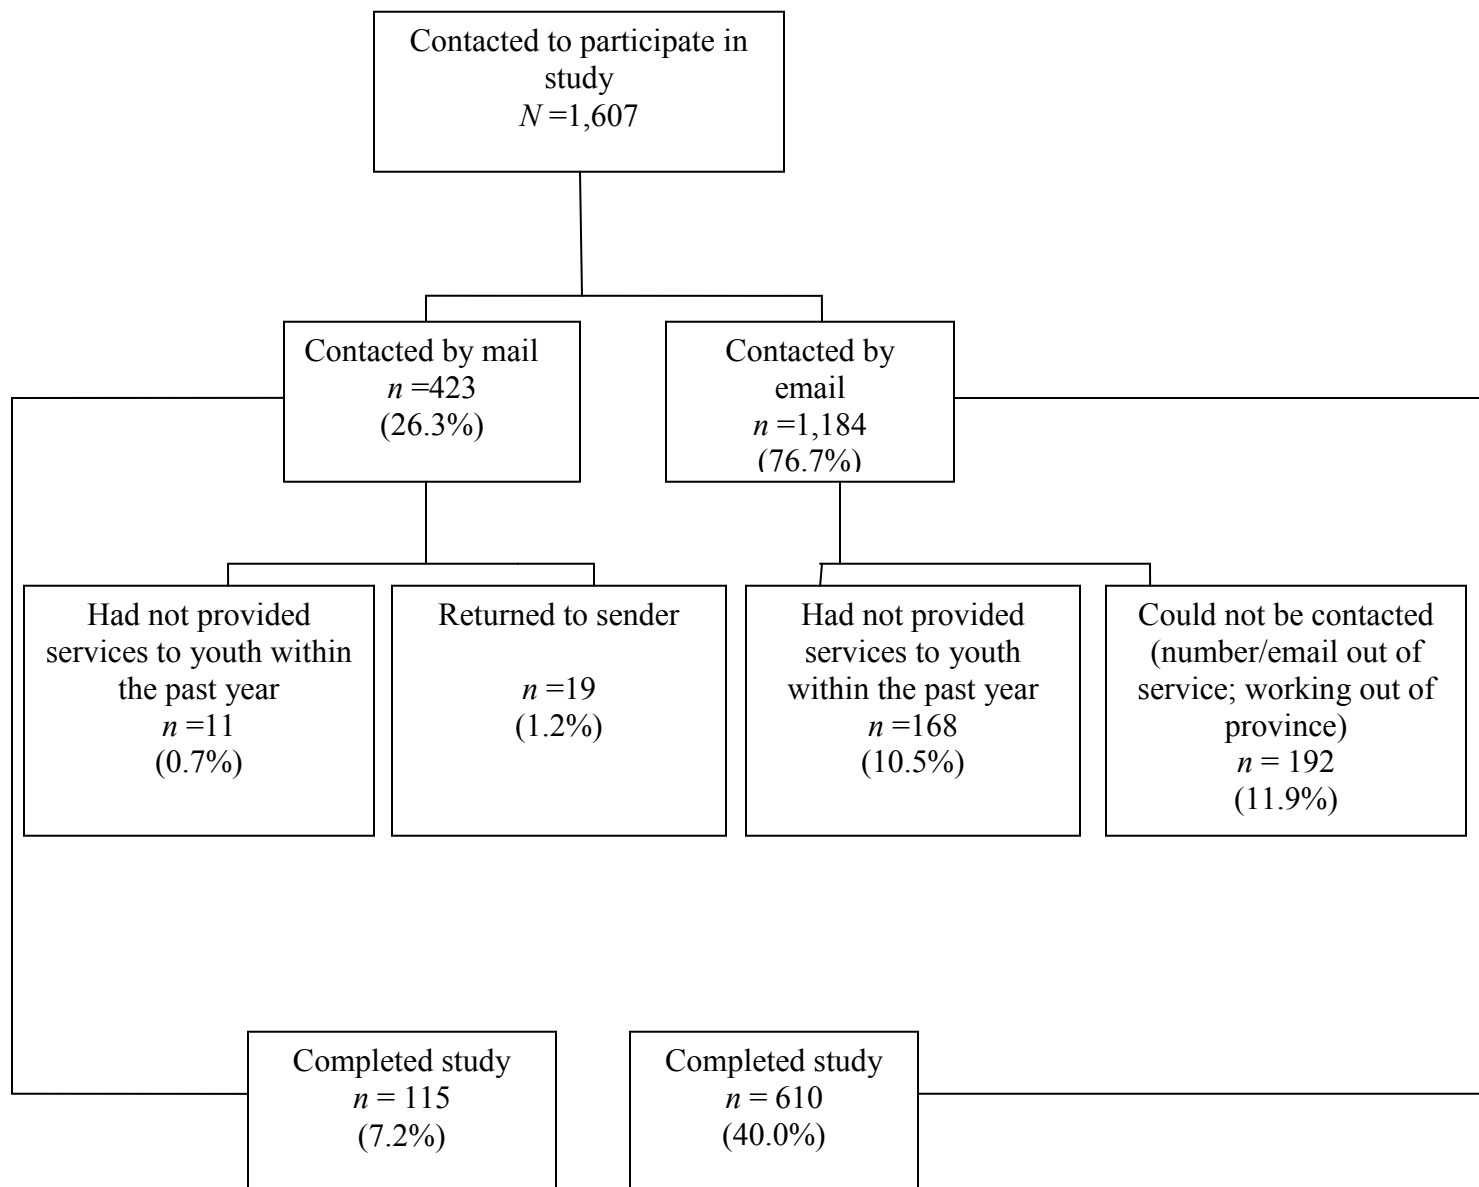 Contacted to participate in
study
N =1,607
Contacted by mail
n =423
(26.3%)
Contacted by
email
n =1,184
(76.7%)
Had not provided
services to youth within
the past year
n =11
(0.7%)
Returned to sender
n =19
(1.2%)
Had not provided
services to youth
within the past year
n =168
(10.5%)
Could not be contacted
(number/email out of
service; working out of
province)
n = 192
(11.9%)
Completed study
n = 115
(7.2%)
Completed study
n = 610
(40.0%)